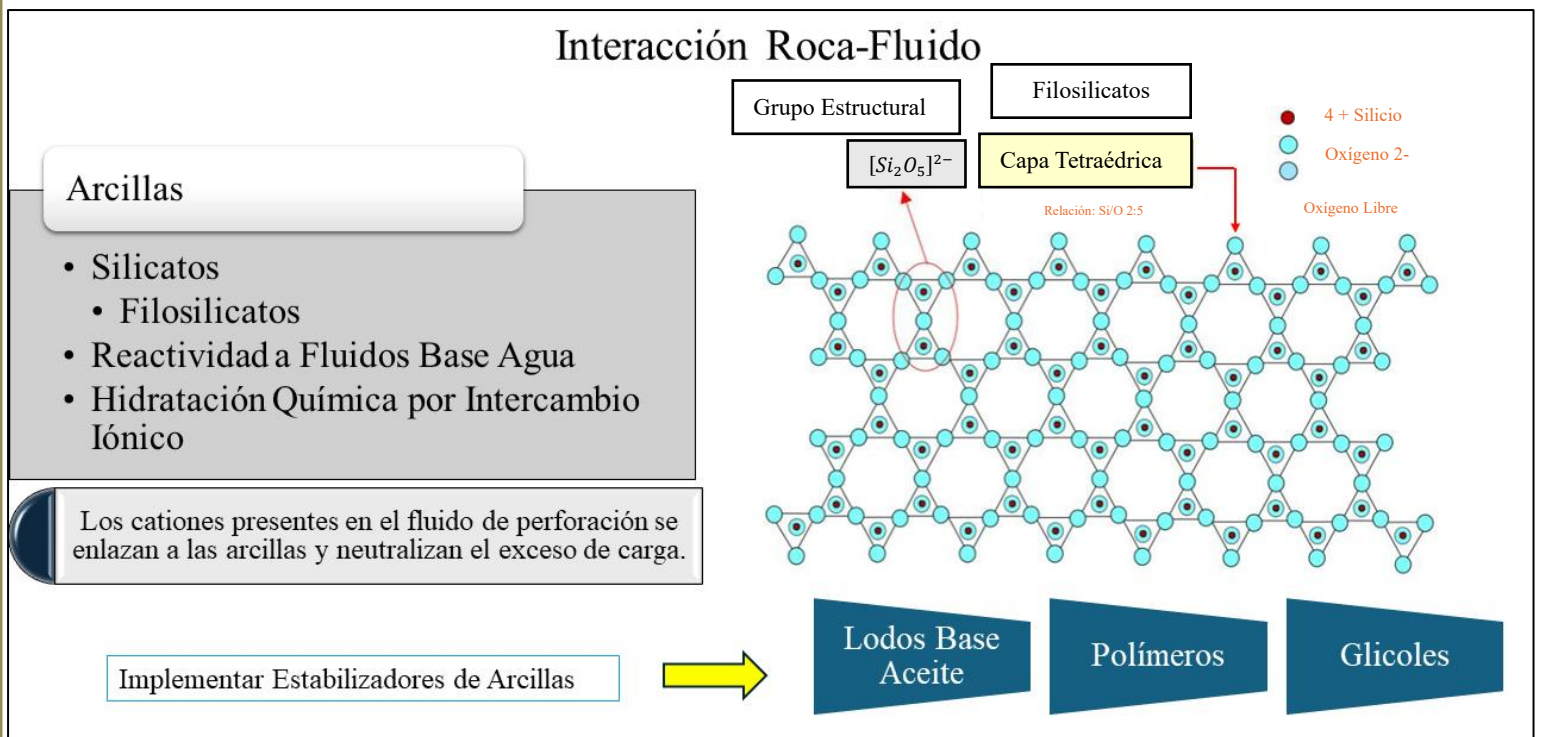 Interacción Roca-Fluido
Grupo Estructural
Filosilicatos
4 + Silicio
Oxígeno 2-
Oxígeno Libre
$[Si_2O_5]^{2-}$
Capa Tetraédrica
Relación: Si/O 2:5
Arcillas
• Silicatos
• Filosilicatos
• Reactividad a Fluidos Base Agua
• Hidratación Química por Intercambio
Iónico
Los cationes presentes en el fluido de perforación se
enlazan a las arcillas y neutralizan el exceso de carga.
Implementar Estabilizadores de Arcillas
Lodos Base
Aceite
Polímeros
Glicoles